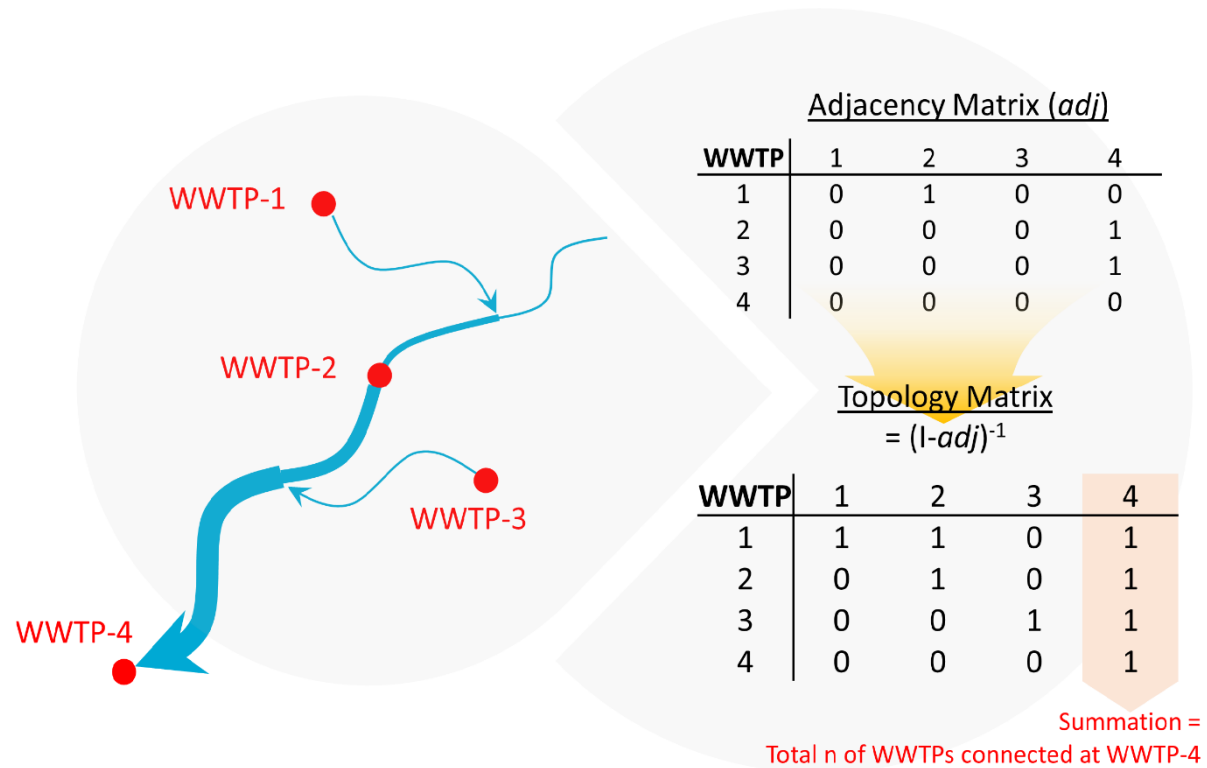 WWTP-1
WWTP-2
WWTP-3
WWTP-4
Adjacency Matrix (adj)
WWTP 1 2 3 4
1 0 1 0 0
2 0 0 0 1
3 0 0 0 1
4 0 0 0 0
Topology Matrix
= (I-adj)⁻¹
WWTP 1 2 3 4
1 1 1 0 1
2 0 1 0 1
3 0 0 1 1
4 0 0 0 1
Summation =
Total n of WWTPs connected at WWTP-4